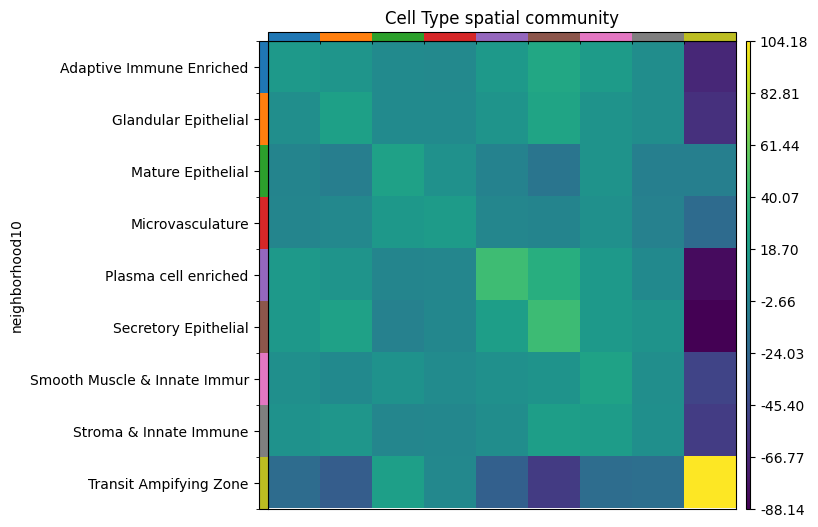 Cell Type spatial community
neighborhood10
Adaptive Immune Enriched
Glandular Epithelial
Mature Epithelial
Microvasculature
Plasma cell enriched
Secretory Epithelial
Smooth Muscle & Innate Immur
Stroma & Innate Immune
Transit Ampifying Zone
104.18
82.81
61.44
40.07
18.70
-2.66
-24.03
-45.40
-66.77
-88.14